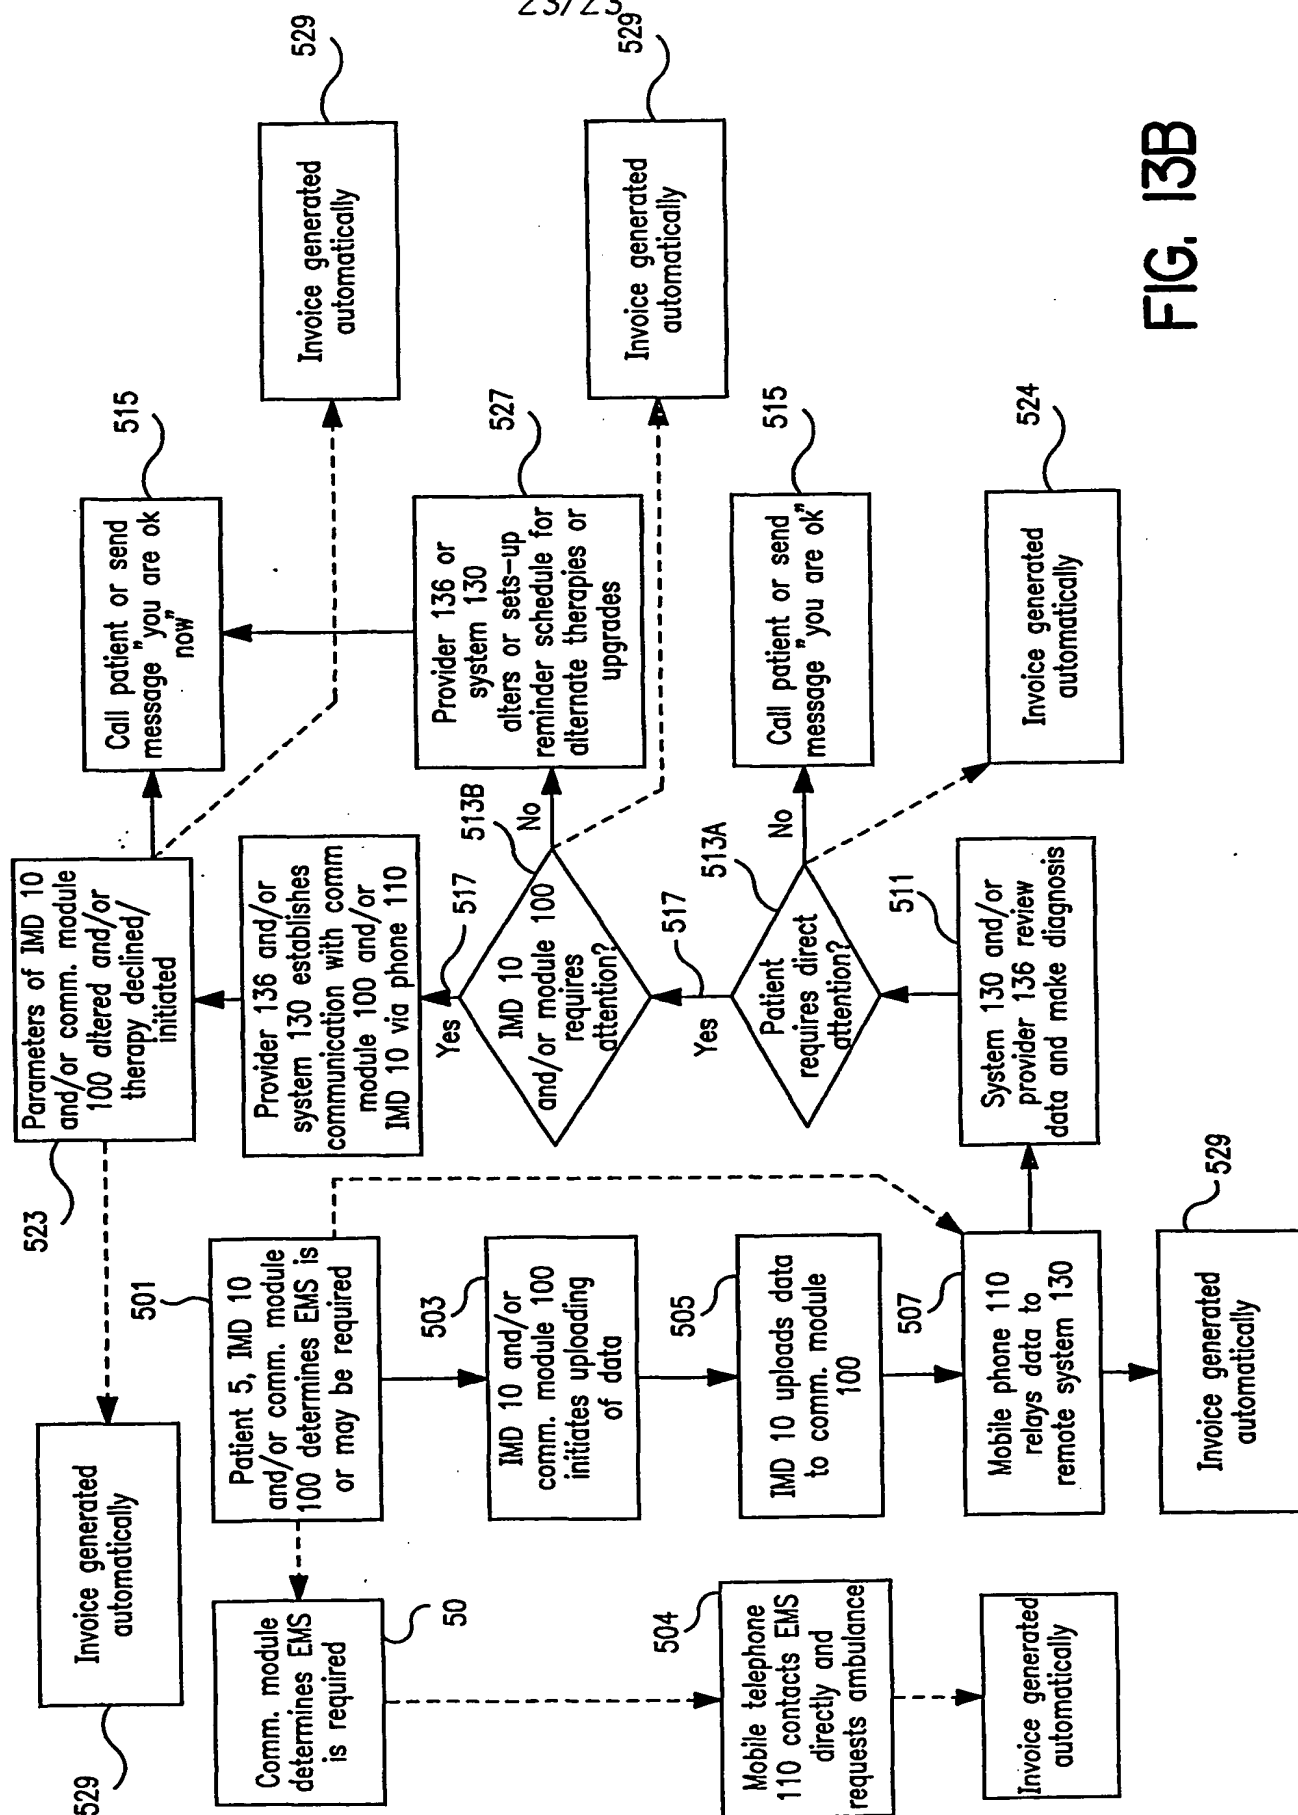 23/23
529
Invoice generated
automatically
523
Parameters of IMD 10
and/or comm. module
100 altered and/or
therapy declined/
initiated
515
Call patient or send
message "you are ok
now"
529
Invoice generated
automatically
Comm. module
determines EMS
is required
50
501
Patient 5, IMD 10
and/or comm. module
100 determines EMS is
or may be required
Provider 136 and/or
system 130 establishes
communication with comm
module 100 and/or
IMD 10 via phone 110
517
Yes
513B
No
IMD 10
and/or module 100
requires
attention?
527
Provider 136 or
system 130
alters or sets-up
reminder schedule for
alternate therapies or
upgrades
529
Invoice generated
automatically
503
IMD 10 and/or
comm. module 100
initiates uploading
of data
504
Mobile telephone
110 contacts EMS
directly and
requests ambulance
505
IMD 10 uploads data
to comm. module
100
517
Yes
513A
No
Patient
requires direct
attention?
515
Call patient or send
message "you are ok"
Invoice generated
automatically
507
Mobile phone 110
relays data to
remote system 130
511
System 130 and/or
provider 136 review
data and make diagnosis
524
Invoice generated
automatically
529
Invoice generated
automatically
FIG. 13B